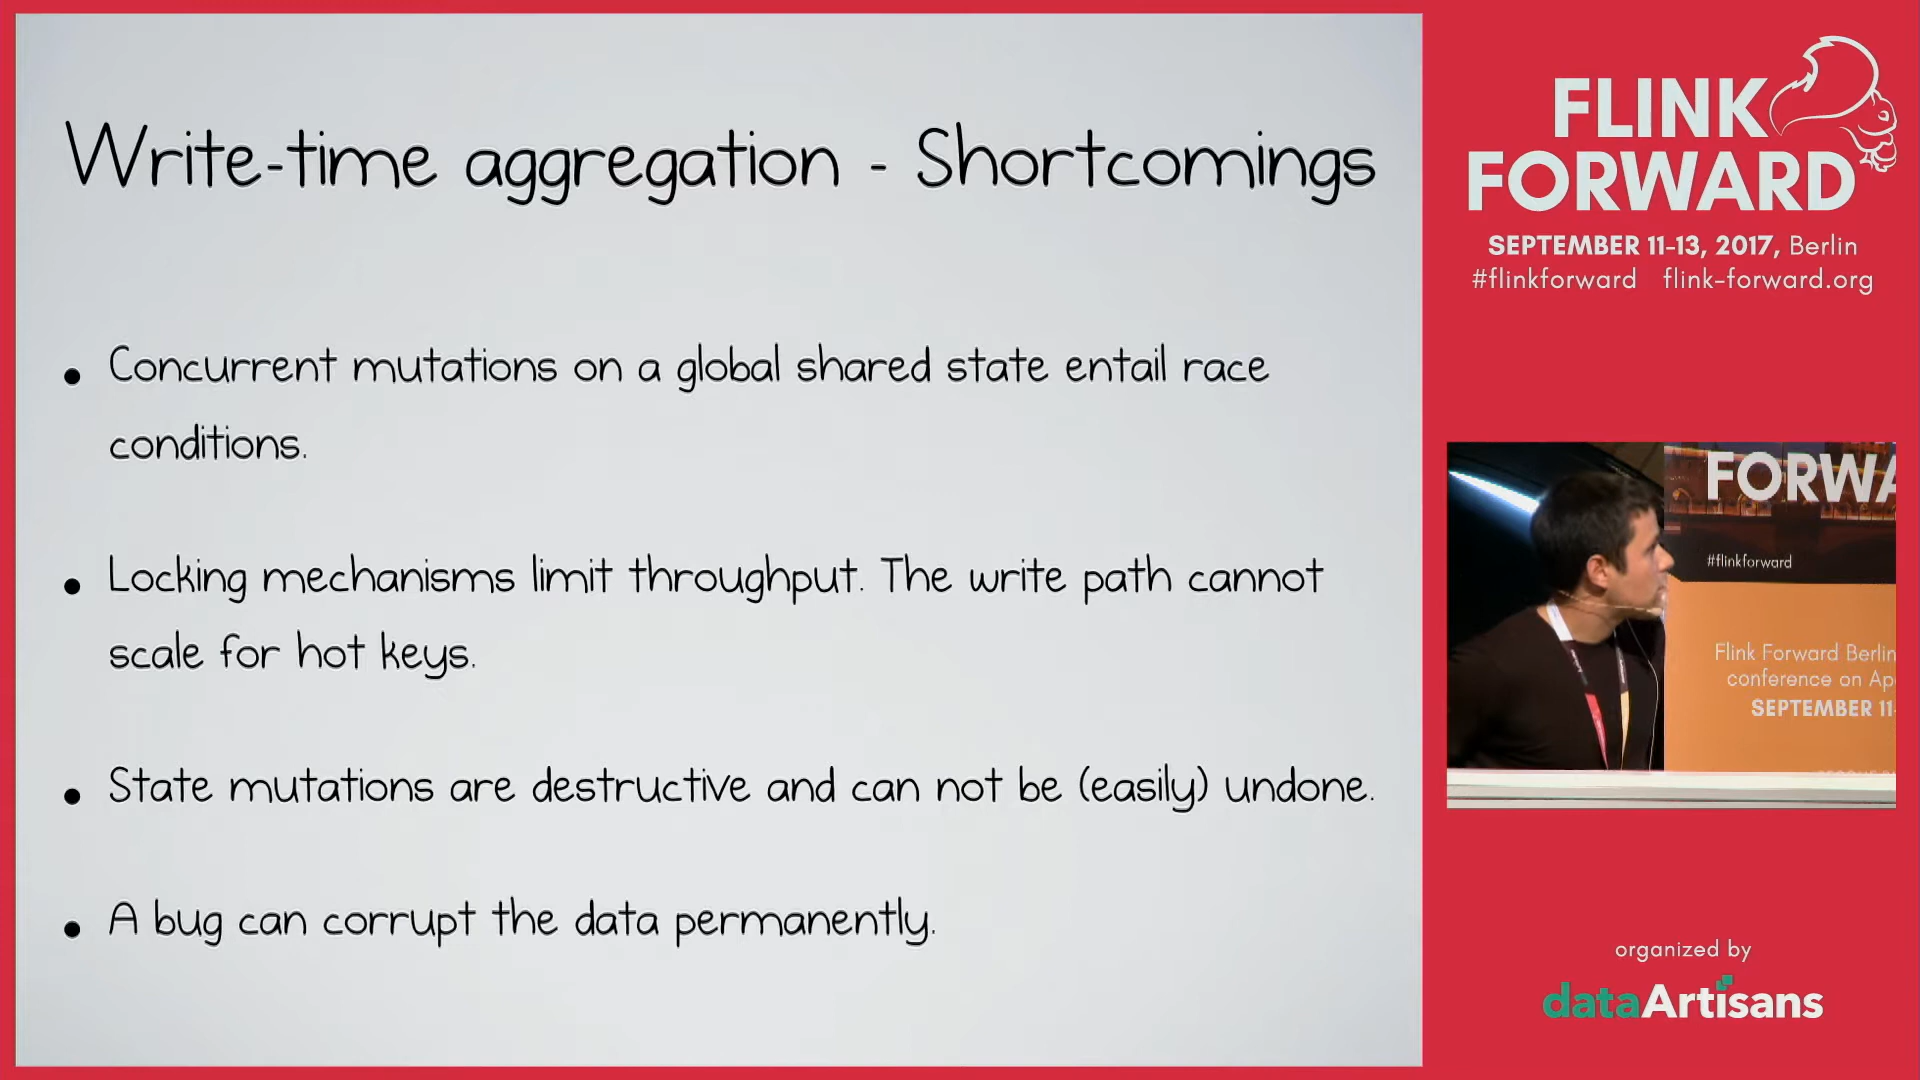 Write-time aggregation - Shortcomings
• Concurrent mutations on a global shared state entail race
conditions.
• Locking mechanisms limit throughput. The write path cannot
scale for hot keys.
• State mutations are destructive and can not be (easily) undone.
• A bug can corrupt the data permanently.
FLINK
FORWARD
SEPTEMBER 11-13, 2017, Berlin
#flinkforward flink-forward.org
FORWA
#flinkforward
Flink Forward Berlin
conference on Ap
SEPTEMBER 11-
organized by
dataArtisans